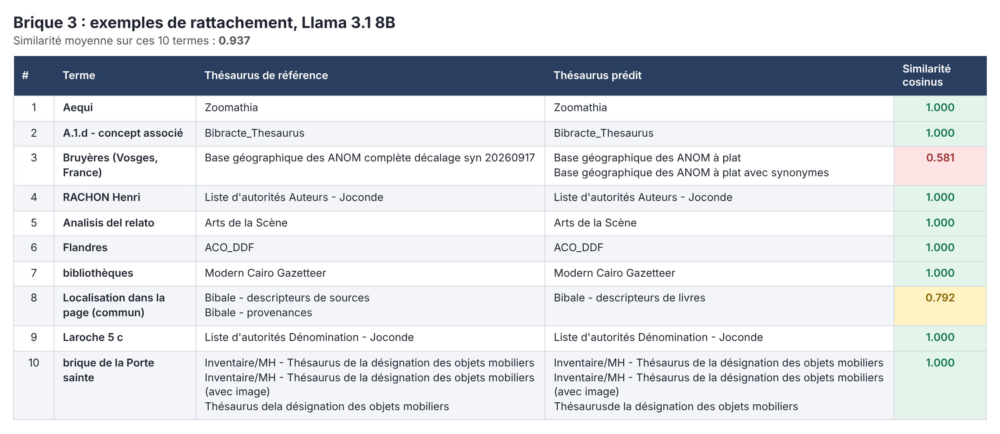 Brique 3 : exemples de rattachement, Llama 3.1 8B
Similarité moyenne sur ces 10 termes : 0.937
# Terme Thésaurus de référence Thésaurus prédit Similarité cosinus
1 Aequi Zoomathia Zoomathia 1.000
2 A.1.d - concept associé Bibracte_Thesaurus Bibracte_Thesaurus 1.000
3 Bruyères (Vosges, Base géographique des ANOM complète décalage syn 20260917 Base géographique des ANOM à plat 0.581
France) Base géographique des ANOM à plat avec synonymes
4 RACHON Henri Liste d'autorités Auteurs - Joconde Liste d'autorités Auteurs - Joconde 1.000
5 Analisis del relato Arts de la Scène Arts de la Scène 1.000
6 Flandres ACO_DDF ACO_DDF 1.000
7 bibliothèques Modern Cairo Gazetteer Modern Cairo Gazetteer 1.000
8 Localisation dans la Bibale - descripteurs de sources Bibale - descripteurs de livres 0.792
page (commun) Bibale - provenances
9 Laroche 5 c Liste d'autorités Dénomination - Joconde Liste d'autorités Dénomination - Joconde 1.000
10 brique de la Porte Inventaire/MH - Thésaurus de la désignation des objets mobiliers Inventaire/MH - Thésaurus de la désignation des objets mobiliers 1.000
sainte Inventaire/MH - Thésaurus de la désignation des objets mobiliers Inventaire/MH - Thésaurus de la désignation des objets mobiliers
(avec image) (avec image)
Thésaurus dela désignation des objets mobiliers Thésaurusde la désignation des objets mobiliers